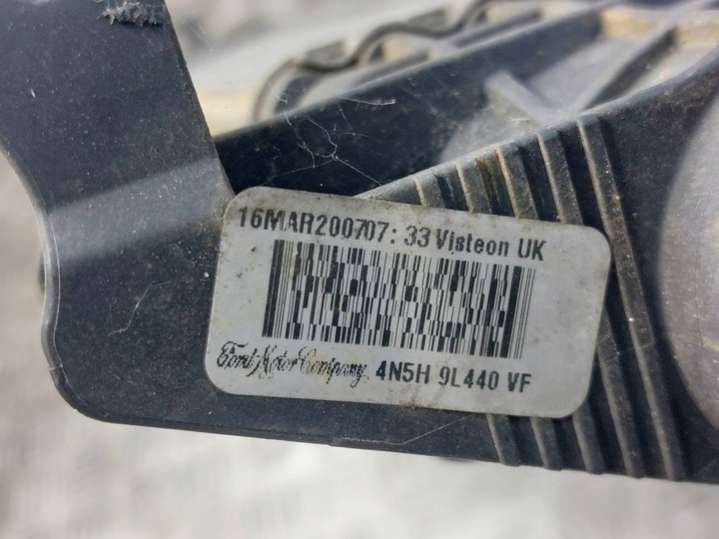 16MAR200707: 33 Visteon UK
Ford Motor Company 4N5H 9L440 VF